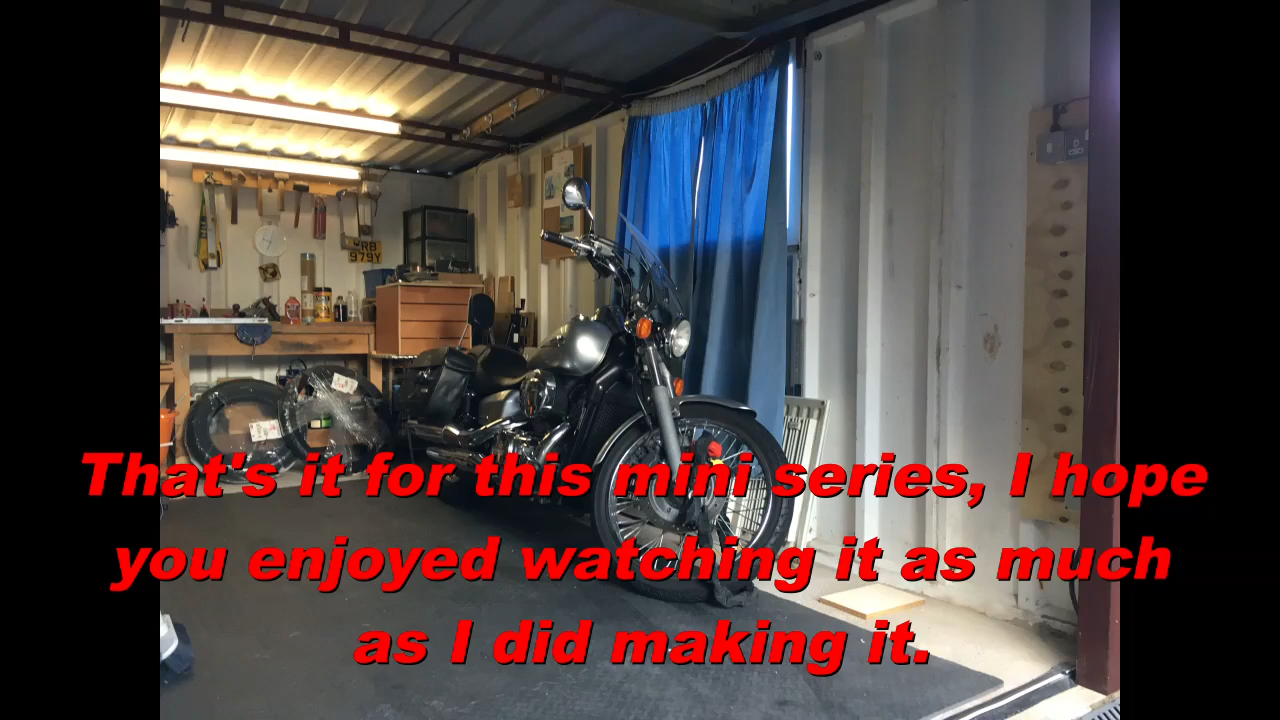 RB
979Y
That's it for this mini series, I hope
you enjoyed watching it as much
as I did making it.